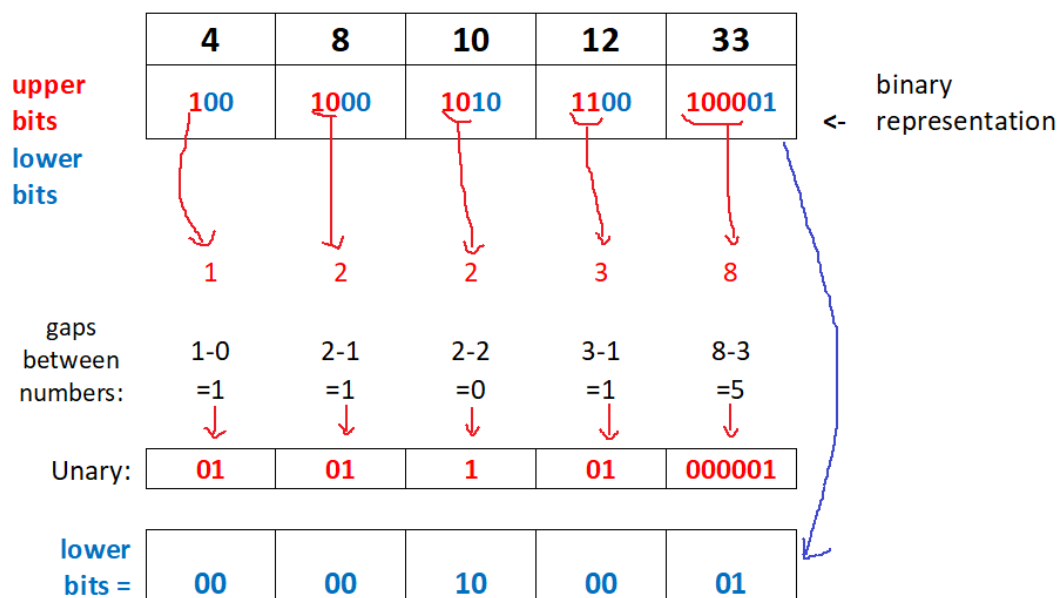 4 8 10 12 33
upper bits
100 1000 1010 1100 100001
<- binary representation
lower bits
1 2 2 3 8
gaps between numbers:
1-0 2-1 2-2 3-1 8-3
=1 =1 =0 =1 =5
Unary: 01 01 1 01 000001
lower bits = 00 00 10 00 01